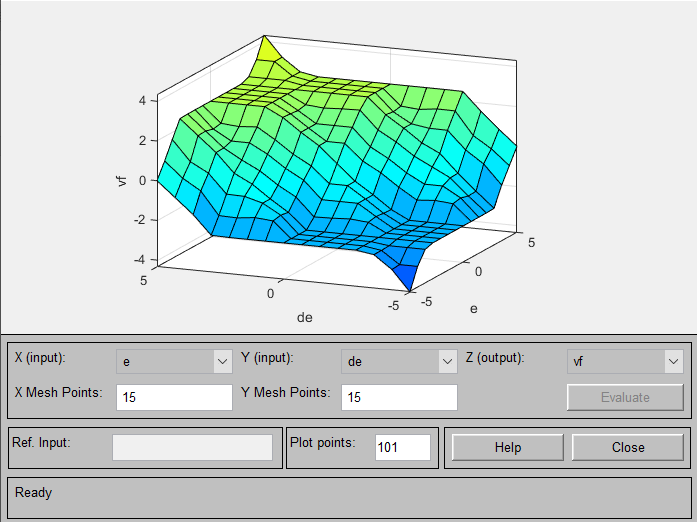 4
2
0
-2
-4
vf
5
0
-5
de
-5
0
5
e
X (input): e Y (input): de Z (output): vf
X Mesh Points: 15 Y Mesh Points: 15 Evaluate
Ref. Input: Plot points: 101 Help Close
Ready